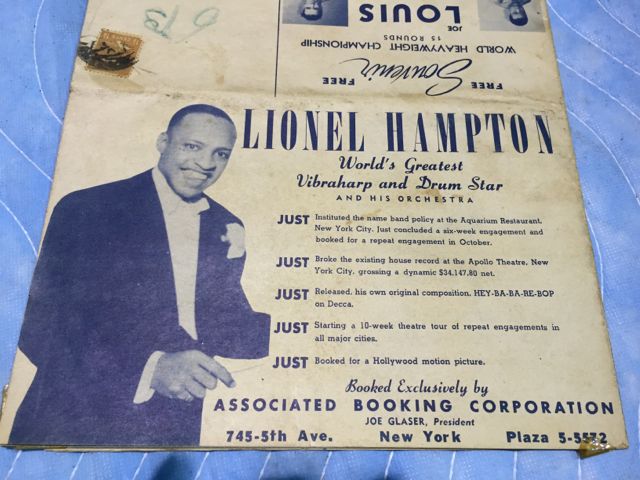 LOUIS
JOE
15 ROUNDS
WORLD HEAVYWEIGHT CHAMPIONSHIP
FREE Souvenir FREE
LIONEL HAMPTON
World's Greatest
Vibraharp and Drum Star
AND HIS ORCHESTRA
JUST Instituted the name band policy at the Aquarium Restaurant,
New York City. Just concluded a six-week engagement and
booked for a repeat engagement in October.
JUST Broke the existing house record at the Apollo Theatre, New
York City, grossing a dynamic $34,147.80 net.
JUST Released, his own original composition, HEY-BA-BA-RE-BOP
on Decca.
JUST Starting a 10-week theatre tour of repeat engagements in
all major cities.
JUST Booked for a Hollywood motion picture.
Booked Exclusively by
ASSOCIATED BOOKING CORPORATION
JOE GLASER, President
745-5th Ave. New York Plaza 5-5572